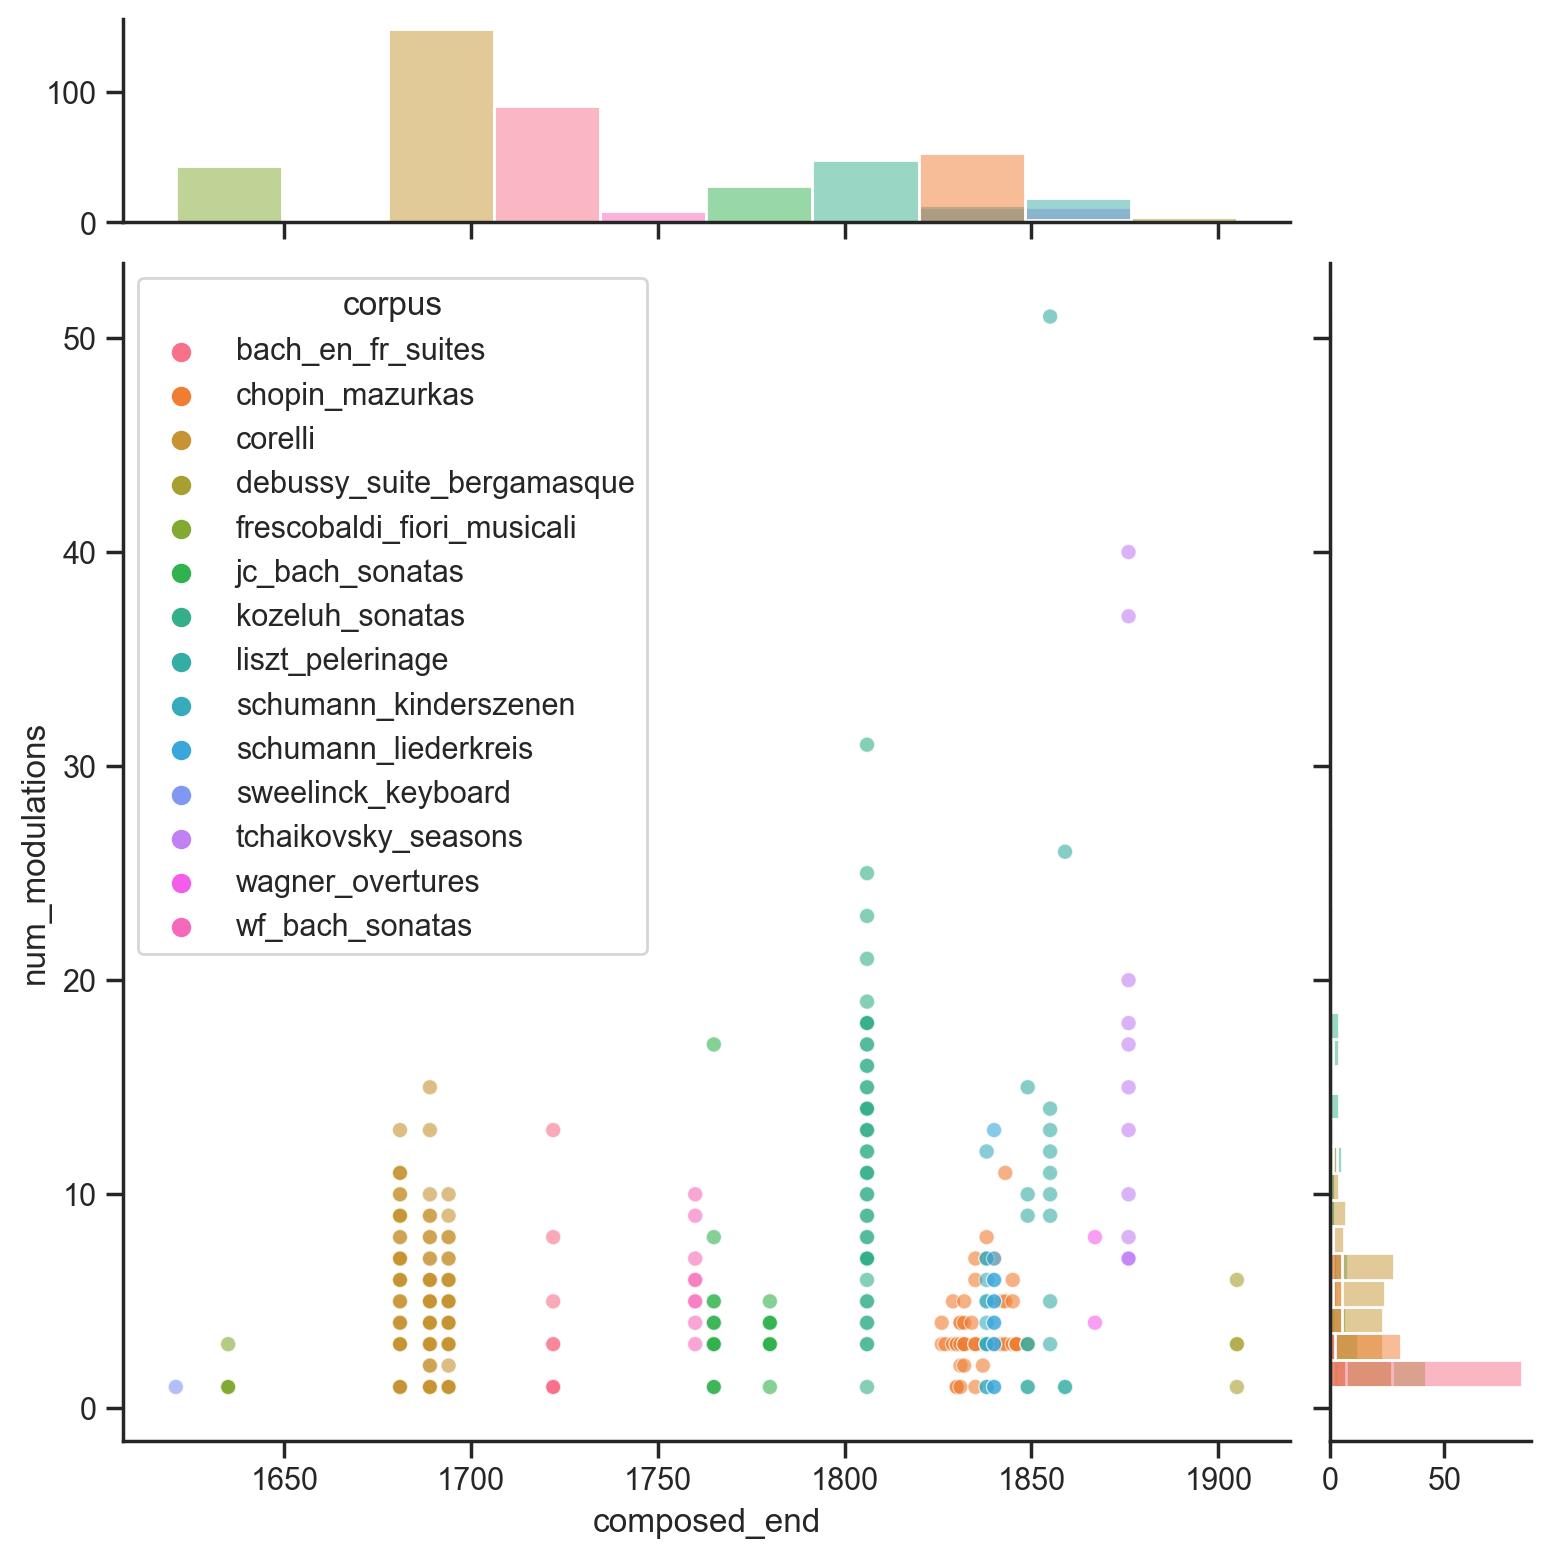 100
0
corpus
bach_en_fr_suites
chopin_mazurkas
corelli
debussy_suite_bergamasque
frescobaldi_fiori_musicali
jc_bach_sonatas
kozeluh_sonatas
liszt_pelerinage
schumann_kinderszenen
schumann_liederkreis
sweelinck_keyboard
tchaikovsky_seasons
wagner_overtures
wf_bach_sonatas
num_modulations
50
40
30
20
10
0
1650 1700 1750 1800 1850 1900
composed_end
0 50